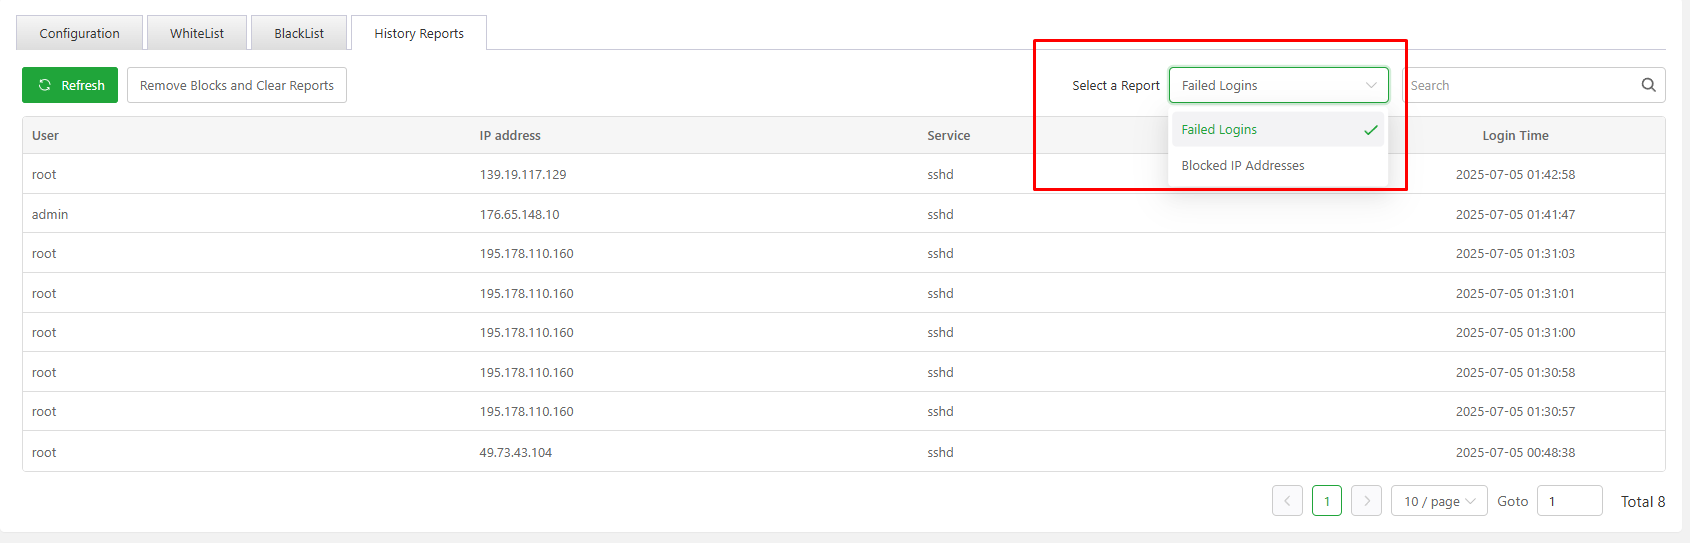 Configuration WhiteList BlackList History Reports
Refresh Remove Blocks and Clear Reports Select a Report Failed Logins Search
Failed Logins
Blocked IP Addresses
User IP address Service Login Time
root 139.19.117.129 sshd 2025-07-05 01:42:58
admin 176.65.148.10 sshd 2025-07-05 01:41:47
root 195.178.110.160 sshd 2025-07-05 01:31:03
root 195.178.110.160 sshd 2025-07-05 01:31:01
root 195.178.110.160 sshd 2025-07-05 01:31:00
root 195.178.110.160 sshd 2025-07-05 01:30:58
root 195.178.110.160 sshd 2025-07-05 01:30:57
root 49.73.43.104 sshd 2025-07-05 00:48:38
1 10 / page Goto 1 Total 8